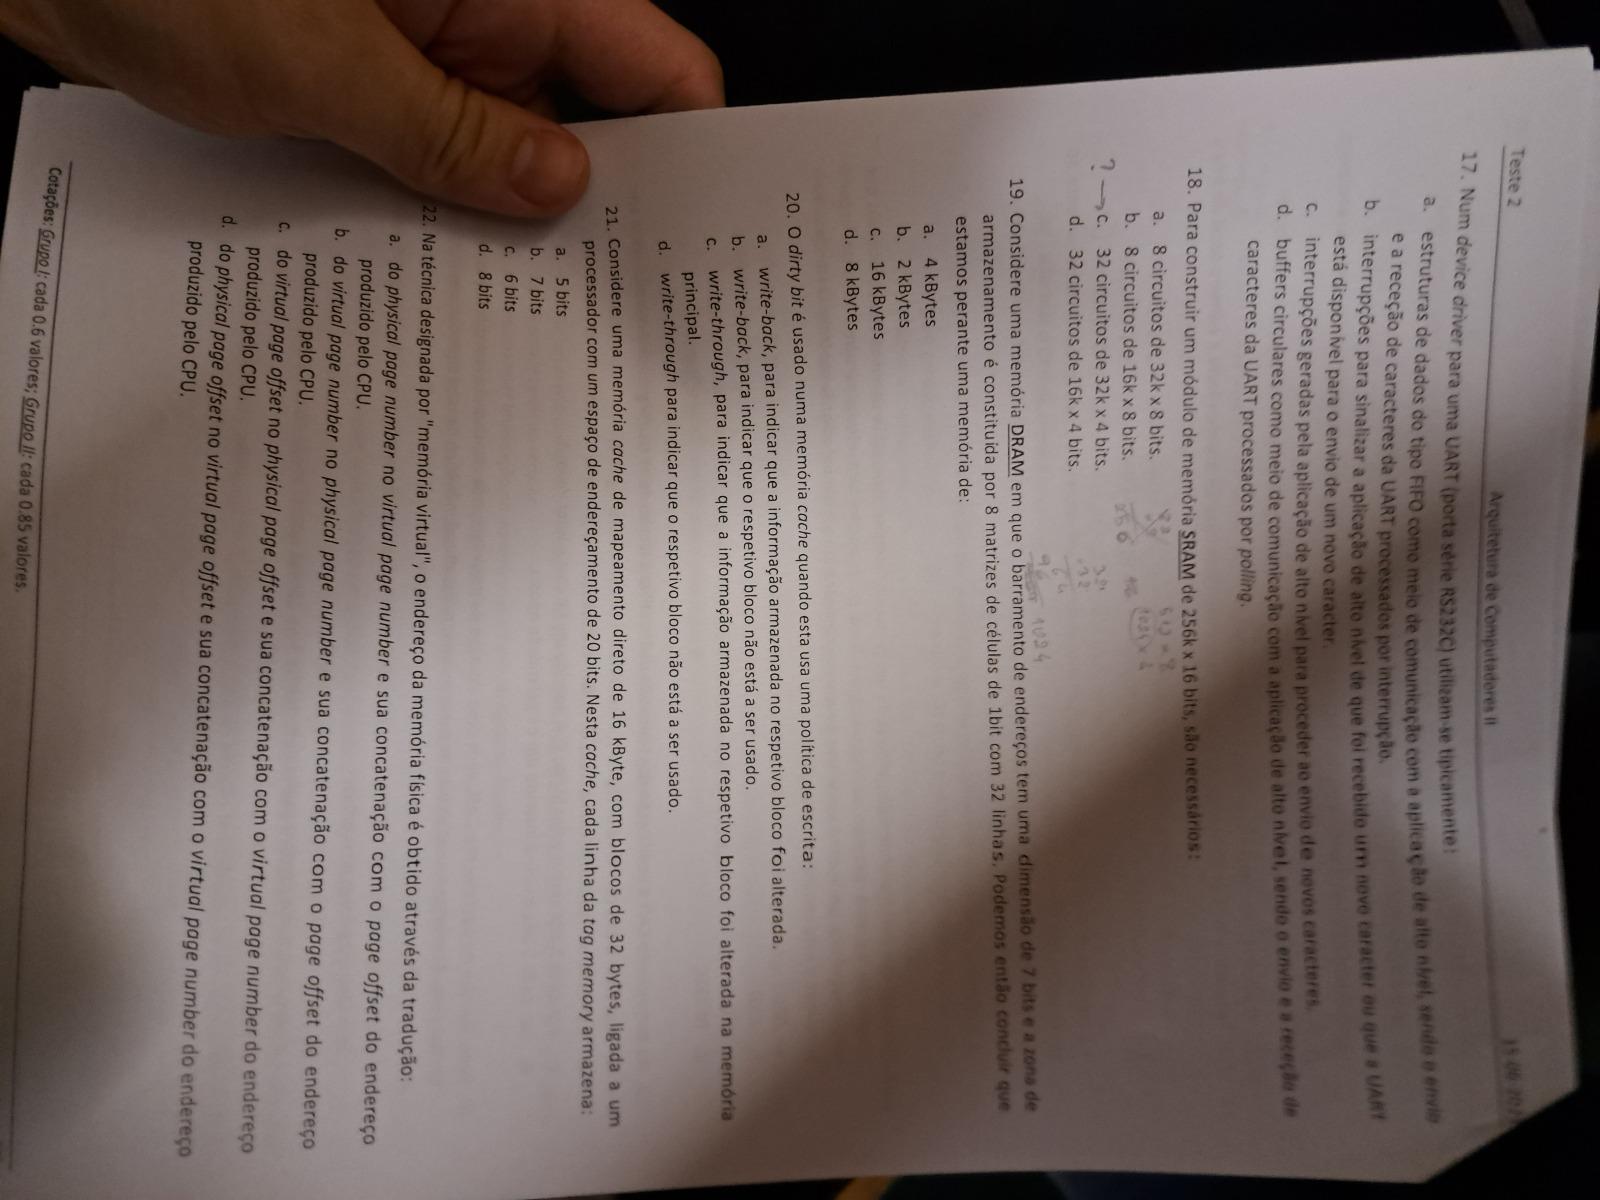 Teste 2
Arquitetura de Computadores II
17. Num device driver para uma UART (porta série RS232C) utilizam-se tipicamente:
a. estruturas de dados do tipo FIFO como meio de comunicação com a aplicação de alto nível, sendo o envio
e a receção de caracteres da UART processados por interrupção.
b. interrupções para sinalizar a aplicação de alto nível de que foi recebido um novo caracter ou que a UART
está disponível para o envio de um novo caracter.
c. interrupções geradas pela aplicação de alto nível para proceder ao envio de novos caracteres.
d. buffers circulares como meio de comunicação com a aplicação de alto nível, sendo o envio e a receção de
caracteres da UART processados por polling.
18. Para construir um módulo de memória SRAM de 256k x 16 bits, são necessários:
a. 8 circuitos de 32k x 8 bits.
b. 8 circuitos de 16k x 8 bits.
? → c. 32 circuitos de 32k x 4 bits.
d. 32 circuitos de 16k x 4 bits.
512 x 8
1024 x 4
256
32
32
64
96
1024
19. Considere uma memória DRAM em que o barramento de endereços tem uma dimensão de 7 bits e a zona de
armazenamento é constituída por 8 matrizes de células de 1bit com 32 linhas. Podemos então concluir que
estamos perante uma memória de:
a. 4 kBytes
b. 2 kBytes
c. 16 kBytes
d. 8 kBytes
20. O dirty bit é usado numa memória cache quando esta usa uma política de escrita:
a. write-back, para indicar que a informação armazenada no respetivo bloco foi alterada.
b. write-back, para indicar que o respetivo bloco não está a ser usado.
c. write-through, para indicar que a informação armazenada no respetivo bloco foi alterada na memória
principal.
d. write-through para indicar que o respetivo bloco não está a ser usado.
21. Considere uma memória cache de mapeamento direto de 16 kByte, com blocos de 32 bytes, ligada a um
processador com um espaço de endereçamento de 20 bits. Nesta cache, cada linha da tag memory armazena:
a. 5 bits
b. 7 bits
c. 6 bits
d. 8 bits
22. Na técnica designada por "memória virtual", o endereço da memória física é obtido através da tradução:
a. do physical page number no virtual page number e sua concatenação com o page offset do endereço
produzido pelo CPU.
b. do virtual page number no physical page number e sua concatenação com o page offset do endereço
produzido pelo CPU.
c. do virtual page offset no physical page offset e sua concatenação com o virtual page number do endereço
produzido pelo CPU.
d. do physical page offset no virtual page offset e sua concatenação com o virtual page number do endereço
produzido pelo CPU.
Cotações: Grupo I: cada 0.6 valores; Grupo II: cada 0.85 valores.